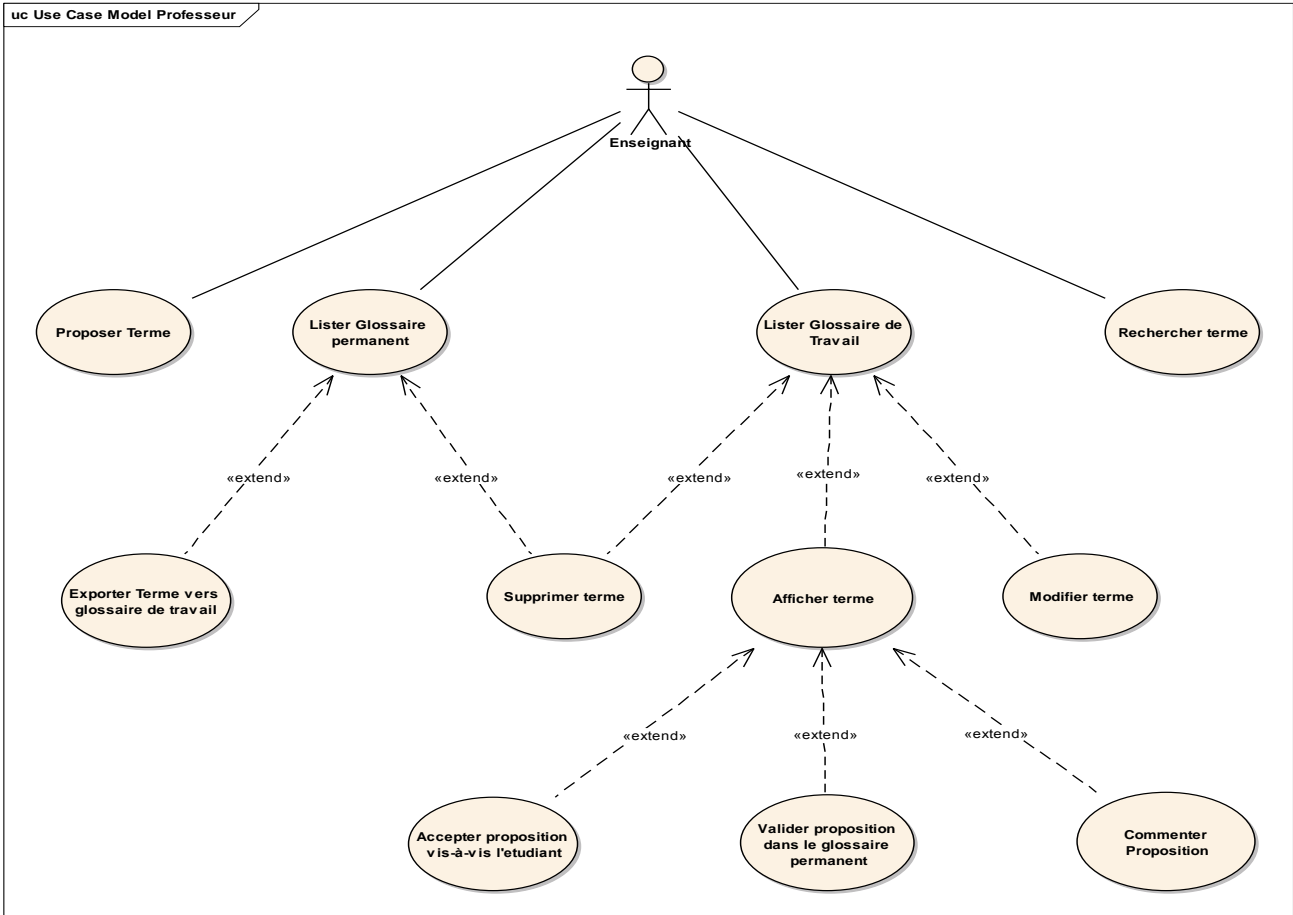 uc Use Case Model Professeur
Enseignant
Proposer Terme
Lister Glossaire
permanent
Lister Glossaire de
Travail
Rechercher terme
«extend»
«extend»
«extend»
«extend»
«extend»
Exporter Terme vers
glossaire de travail
Supprimer terme
Afficher terme
Modifier terme
«extend»
«extend»
«extend»
Accepter proposition
vis-à-vis l'etudiant
Valider proposition
dans le glossaire
permanent
Commenter
Proposition